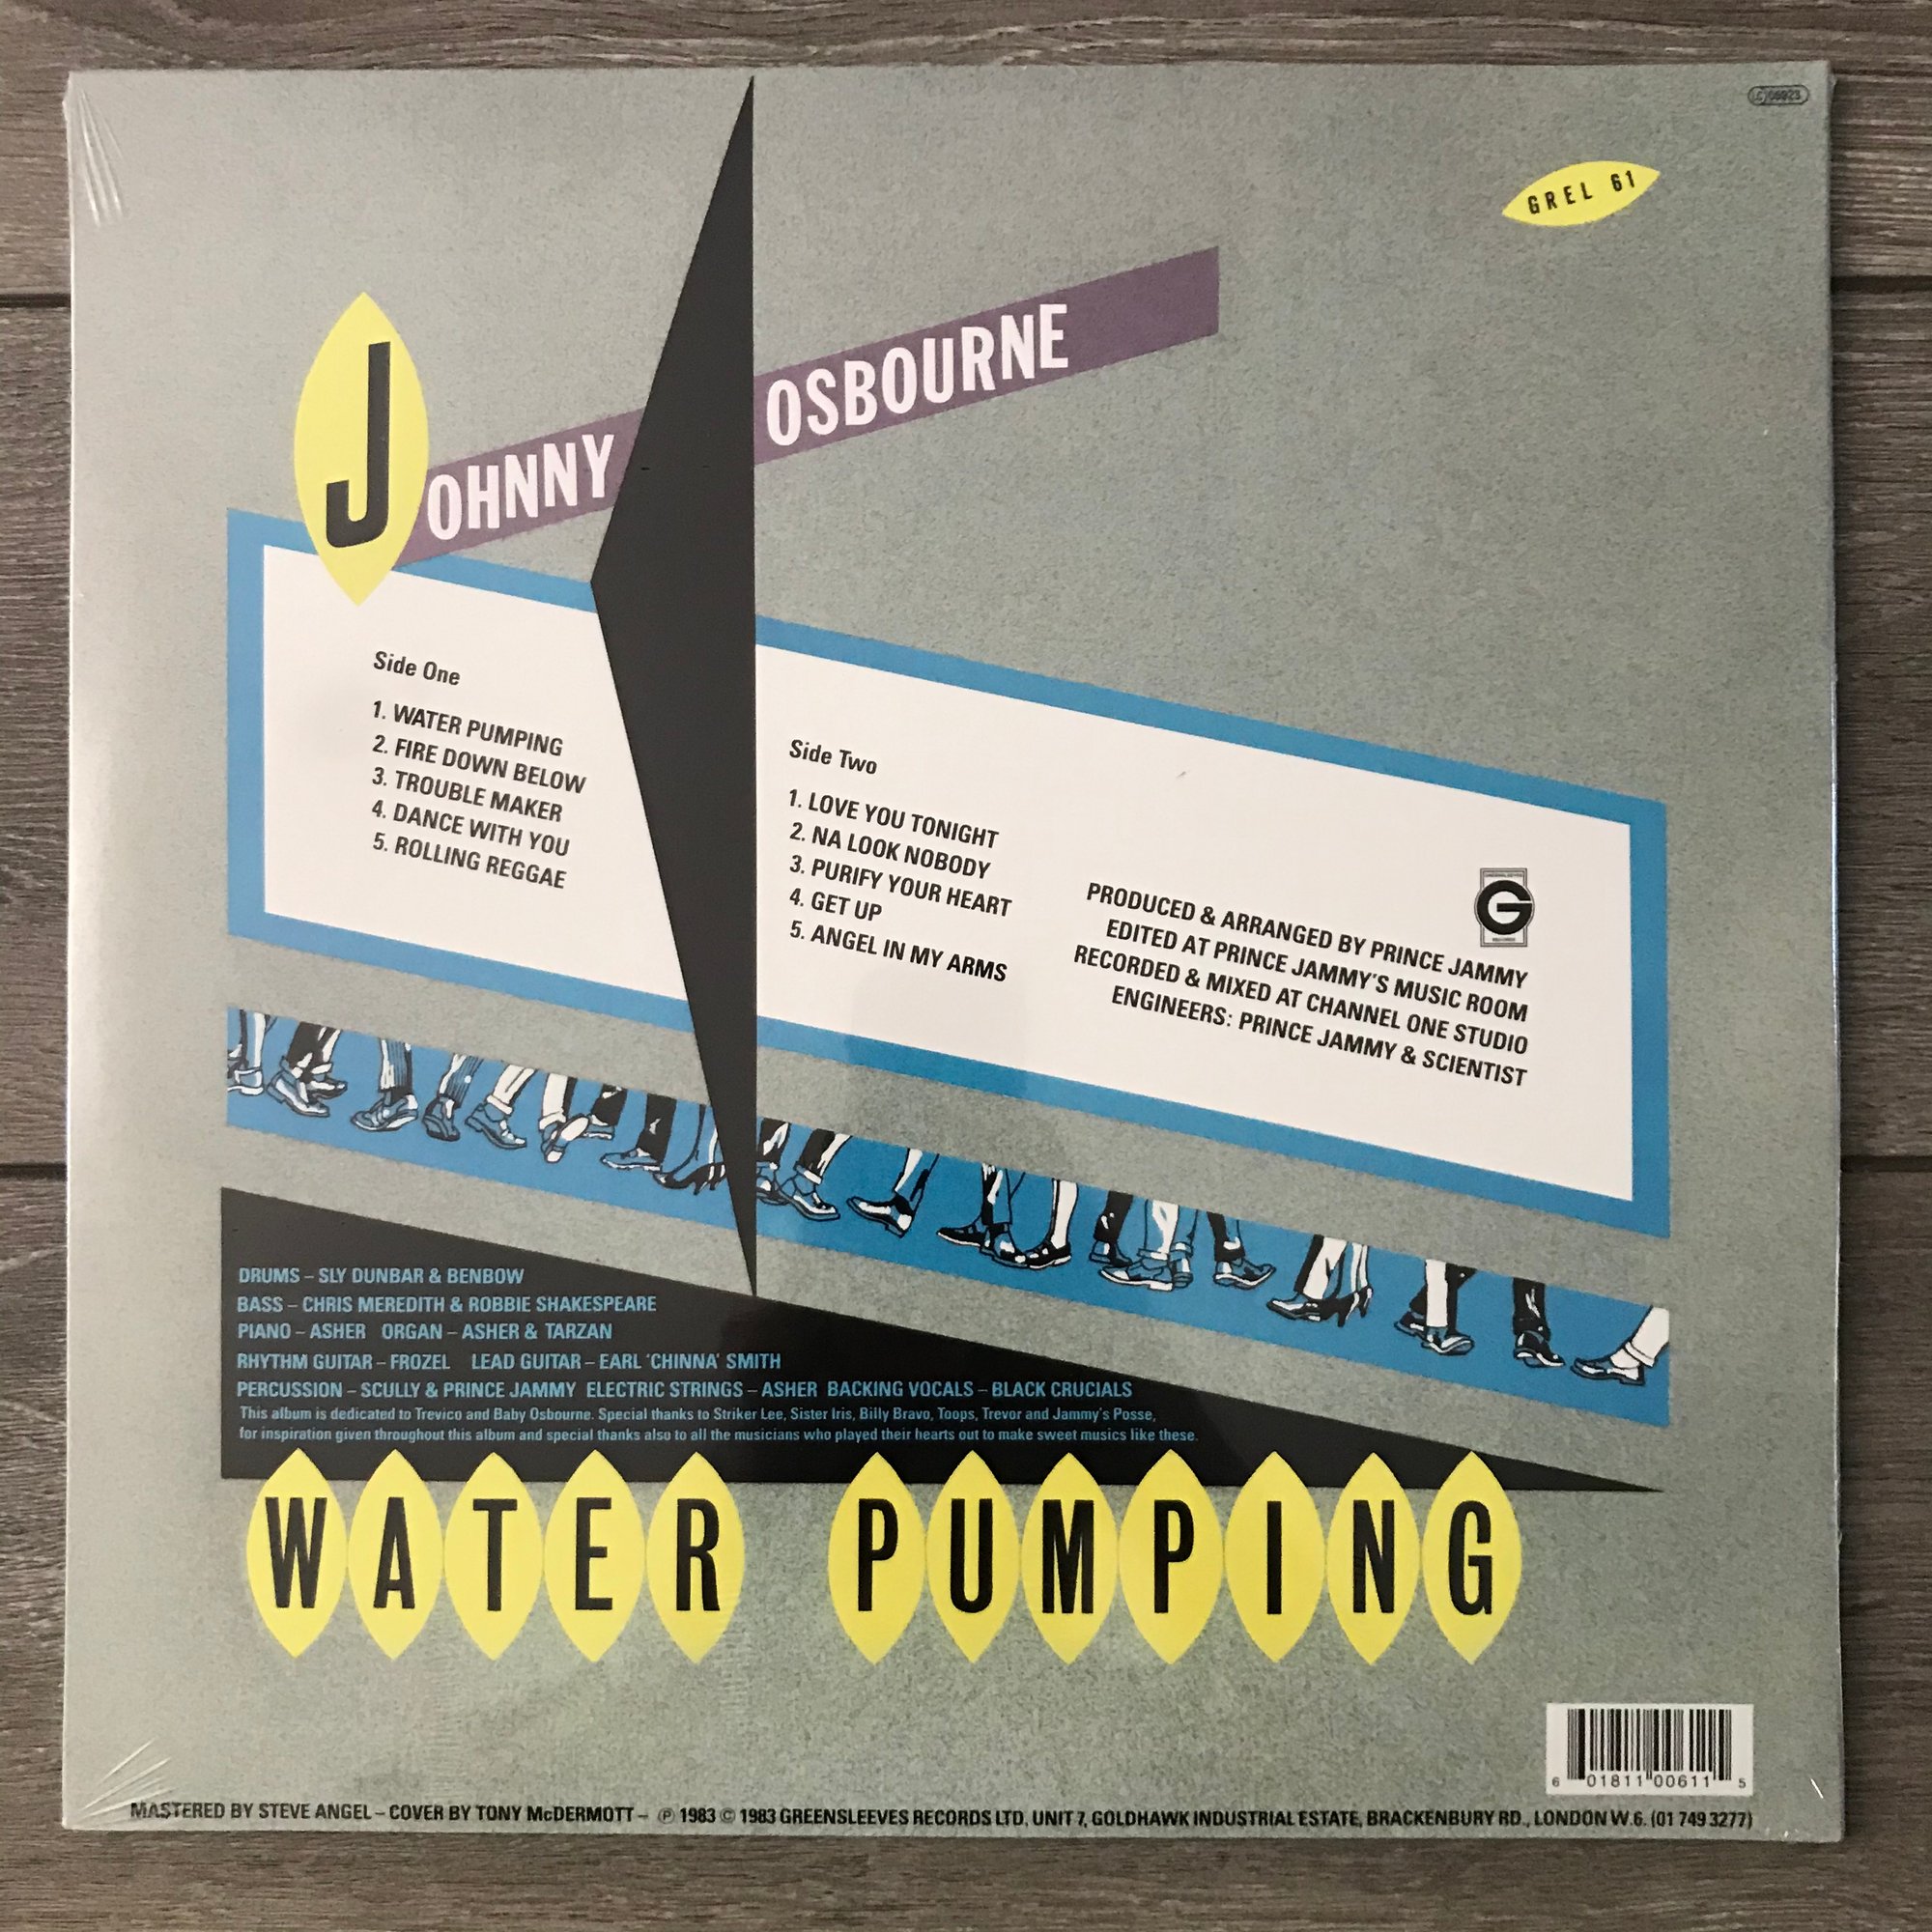 LC 06923
GREL 61
JOHNNY OSBOURNE
Side One
1. WATER PUMPING
2. FIRE DOWN BELOW
3. TROUBLE MAKER
4. DANCE WITH YOU
5. ROLLING REGGAE
Side Two
1. LOVE YOU TONIGHT
2. NA LOOK NOBODY
3. PURIFY YOUR HEART
4. GET UP
5. ANGEL IN MY ARMS
G
PRODUCED & ARRANGED BY PRINCE JAMMY
EDITED AT PRINCE JAMMY'S MUSIC ROOM
RECORDED & MIXED AT CHANNEL ONE STUDIO
ENGINEERS: PRINCE JAMMY & SCIENTIST
DRUMS – SLY DUNBAR & BENBOW
BASS – CHRIS MEREDITH & ROBBIE SHAKESPEARE
PIANO – ASHER ORGAN – ASHER & TARZAN
RHYTHM GUITAR – FROZEL LEAD GUITAR – EARL 'CHINNA' SMITH
PERCUSSION – SCULLY & PRINCE JAMMY ELECTRIC STRINGS – ASHER BACKING VOCALS – BLACK CRUCIALS
This album is dedicated to Trevico and Baby Osbourne. Special thanks to Striker Lee, Sister Iris, Billy Bravo, Toops, Trevor and Jammy's Posse,
for inspiration given throughout this album and special thanks also to all the musicians who played their hearts out to make sweet musics like these.
WATER PUMPING
6 01811 00611 5
MASTERED BY STEVE ANGEL – COVER BY TONY McDERMOTT – ℗ 1983 © 1983 GREENSLEEVES RECORDS LTD, UNIT 7, GOLDHAWK INDUSTRIAL ESTATE, BRACKENBURY RD., LONDON W.6. (01 749 3277)